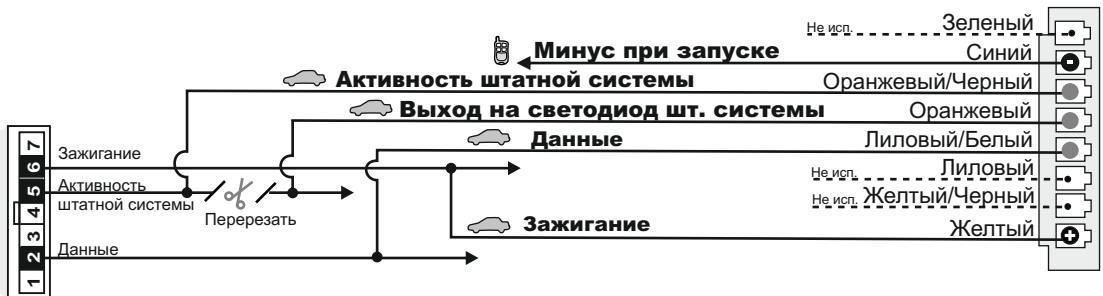 Не исп. Зеленый
Минус при запуске Синий
Активность штатной системы Оранжевый/Черный
Выход на светодиод шт. системы Оранжевый
Данные Лиловый/Белый
Не исп. Лиловый
Не исп. Желтый/Черный
Зажигание Желтый
7
6 Зажигание
5 Активность
штатной системы
4
Перерезать
3
2 Данные
1